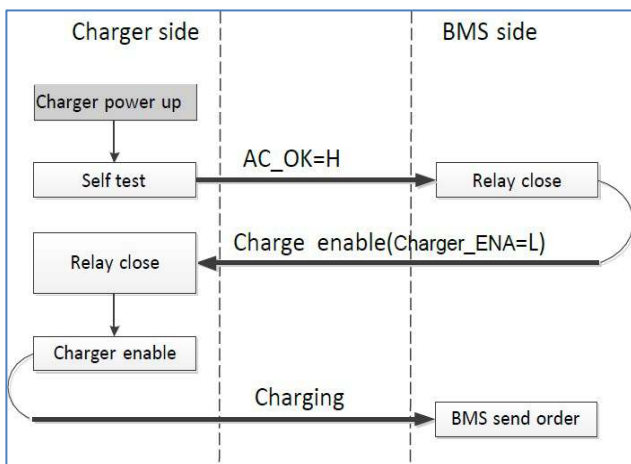 Charger side
BMS side
Charger power up
AC_OK=H
Self test
Relay close
Charge enable(Charger_ENA=L)
Relay close
Charger enable
Charging
BMS send order